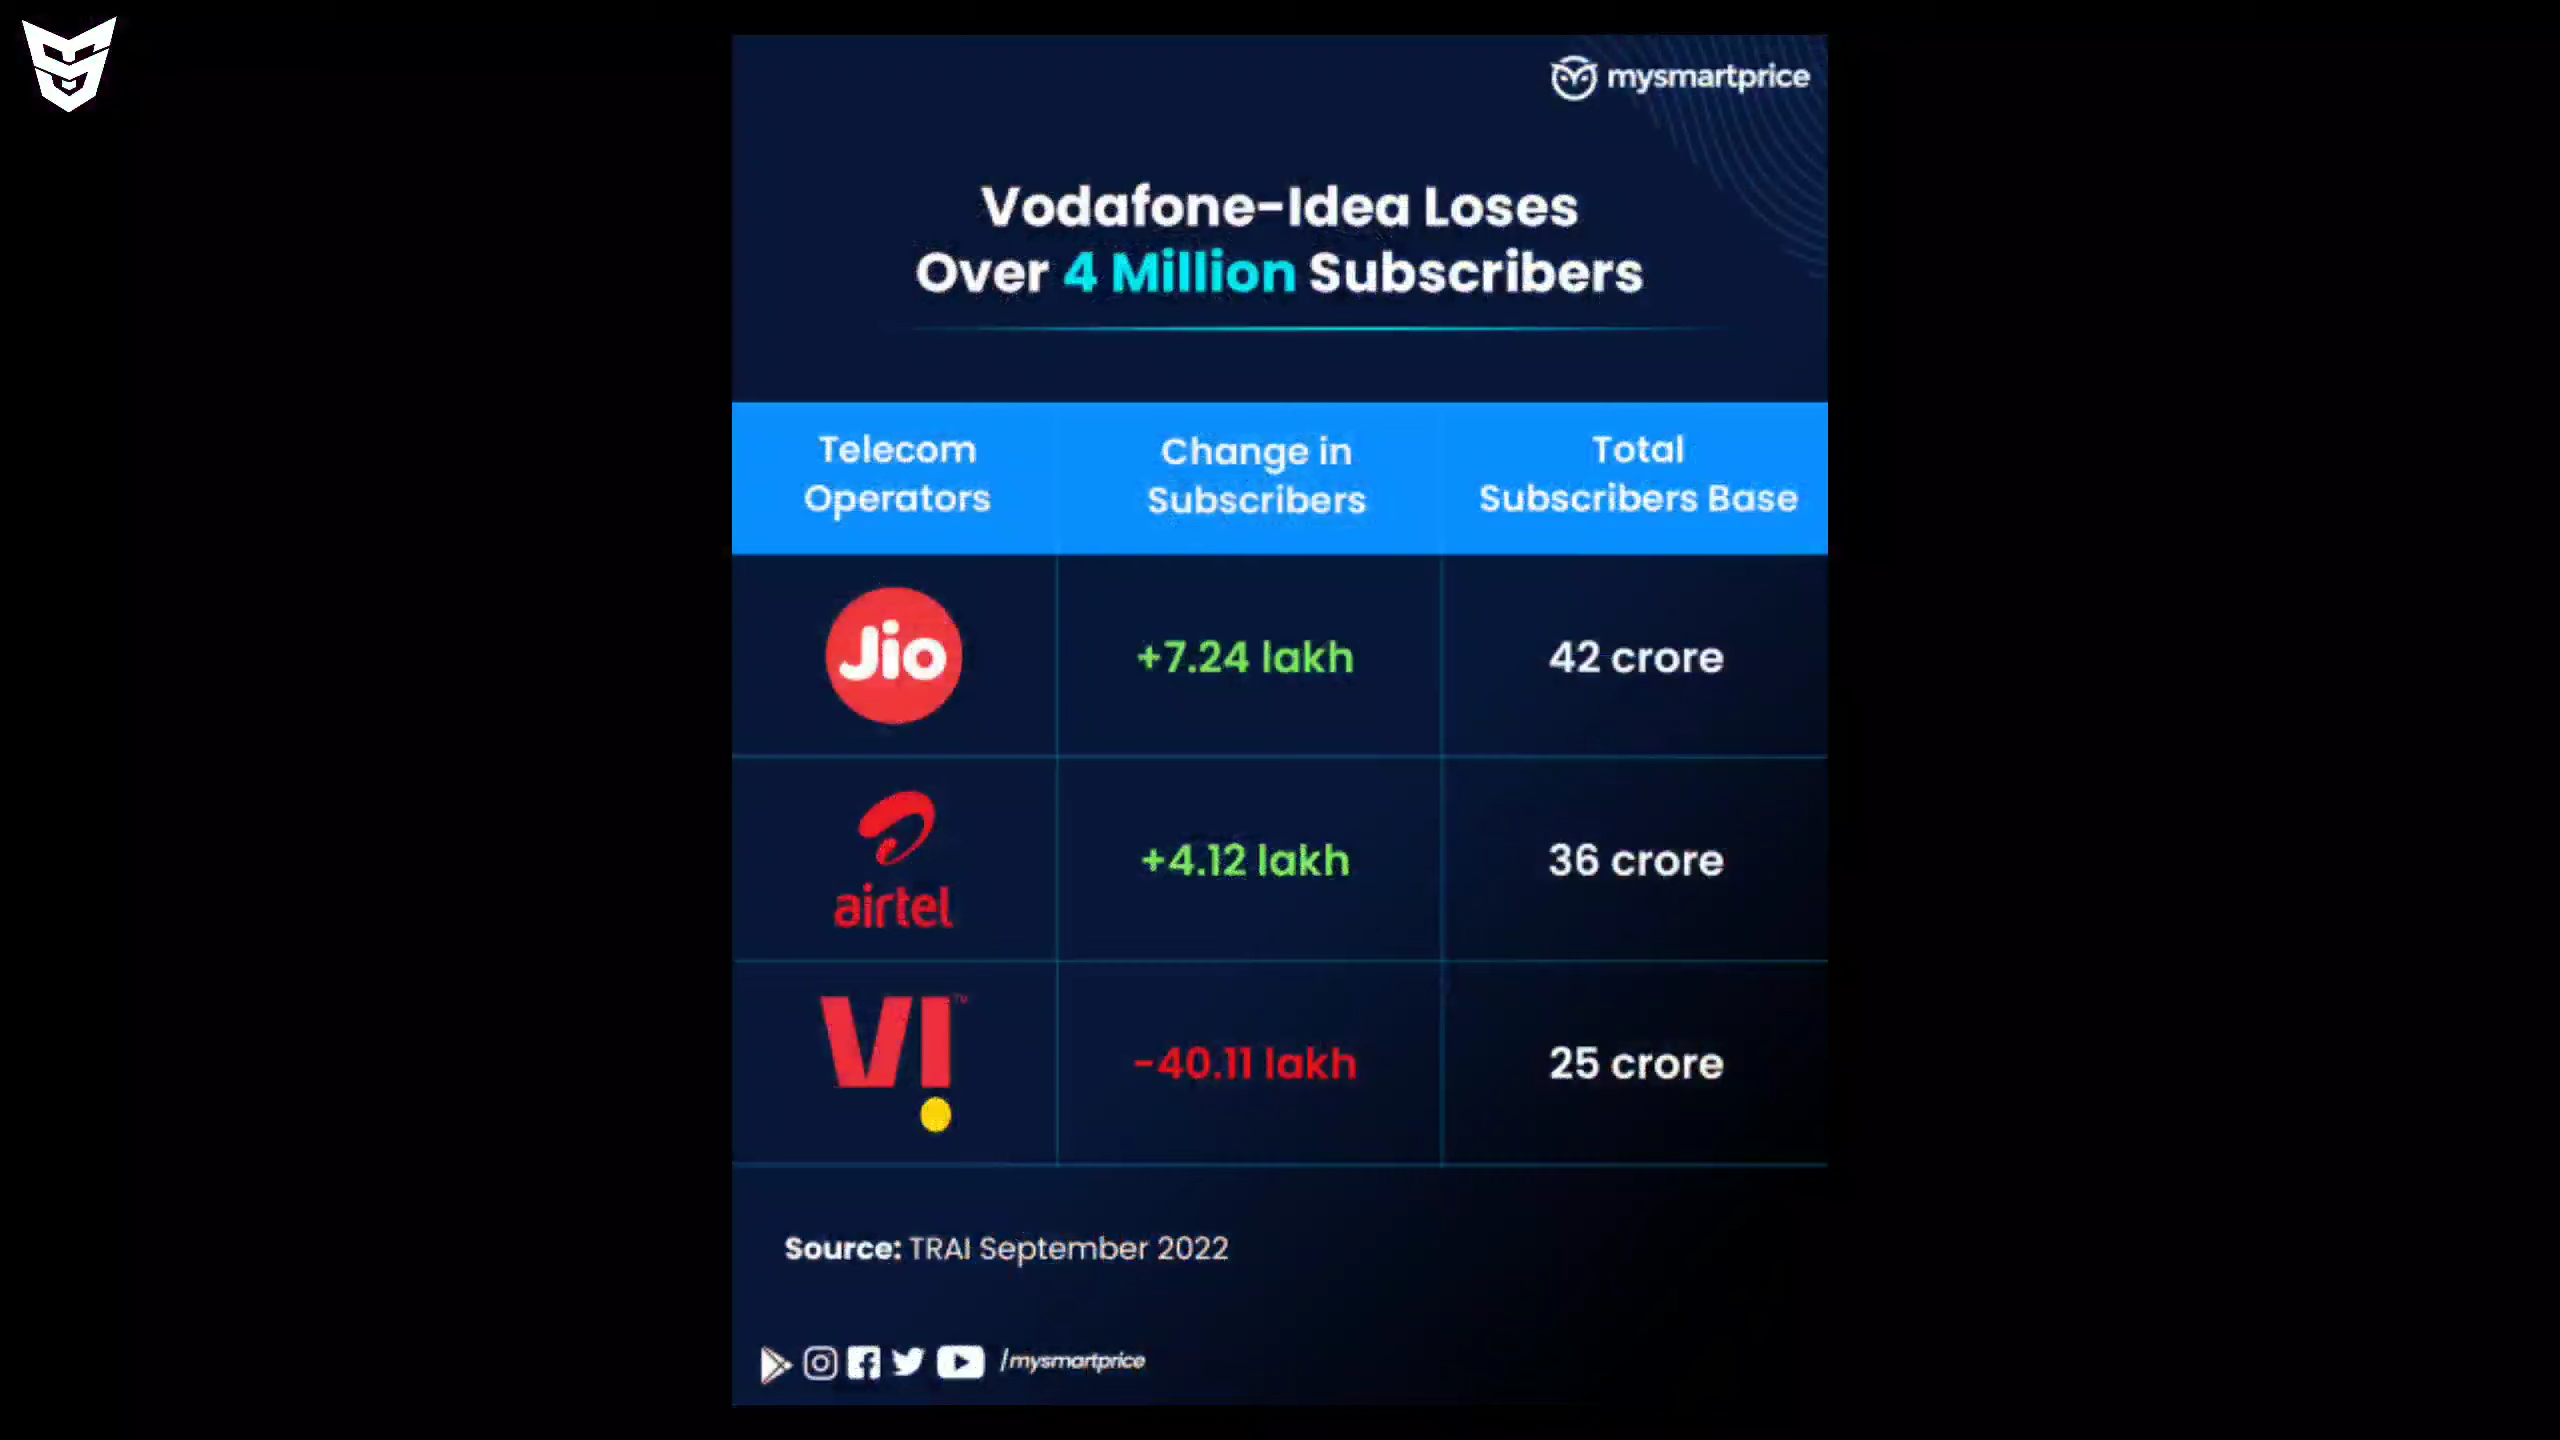 mysmartprice
Vodafone-Idea Loses
Over 4 Million Subscribers
Telecom
Operators
Change in
Subscribers
Total
Subscribers Base
Jio
+7.24 lakh
42 crore
airtel
+4.12 lakh
36 crore
VI™
-40.11 lakh
25 crore
Source: TRAI September 2022
/mysmartprice